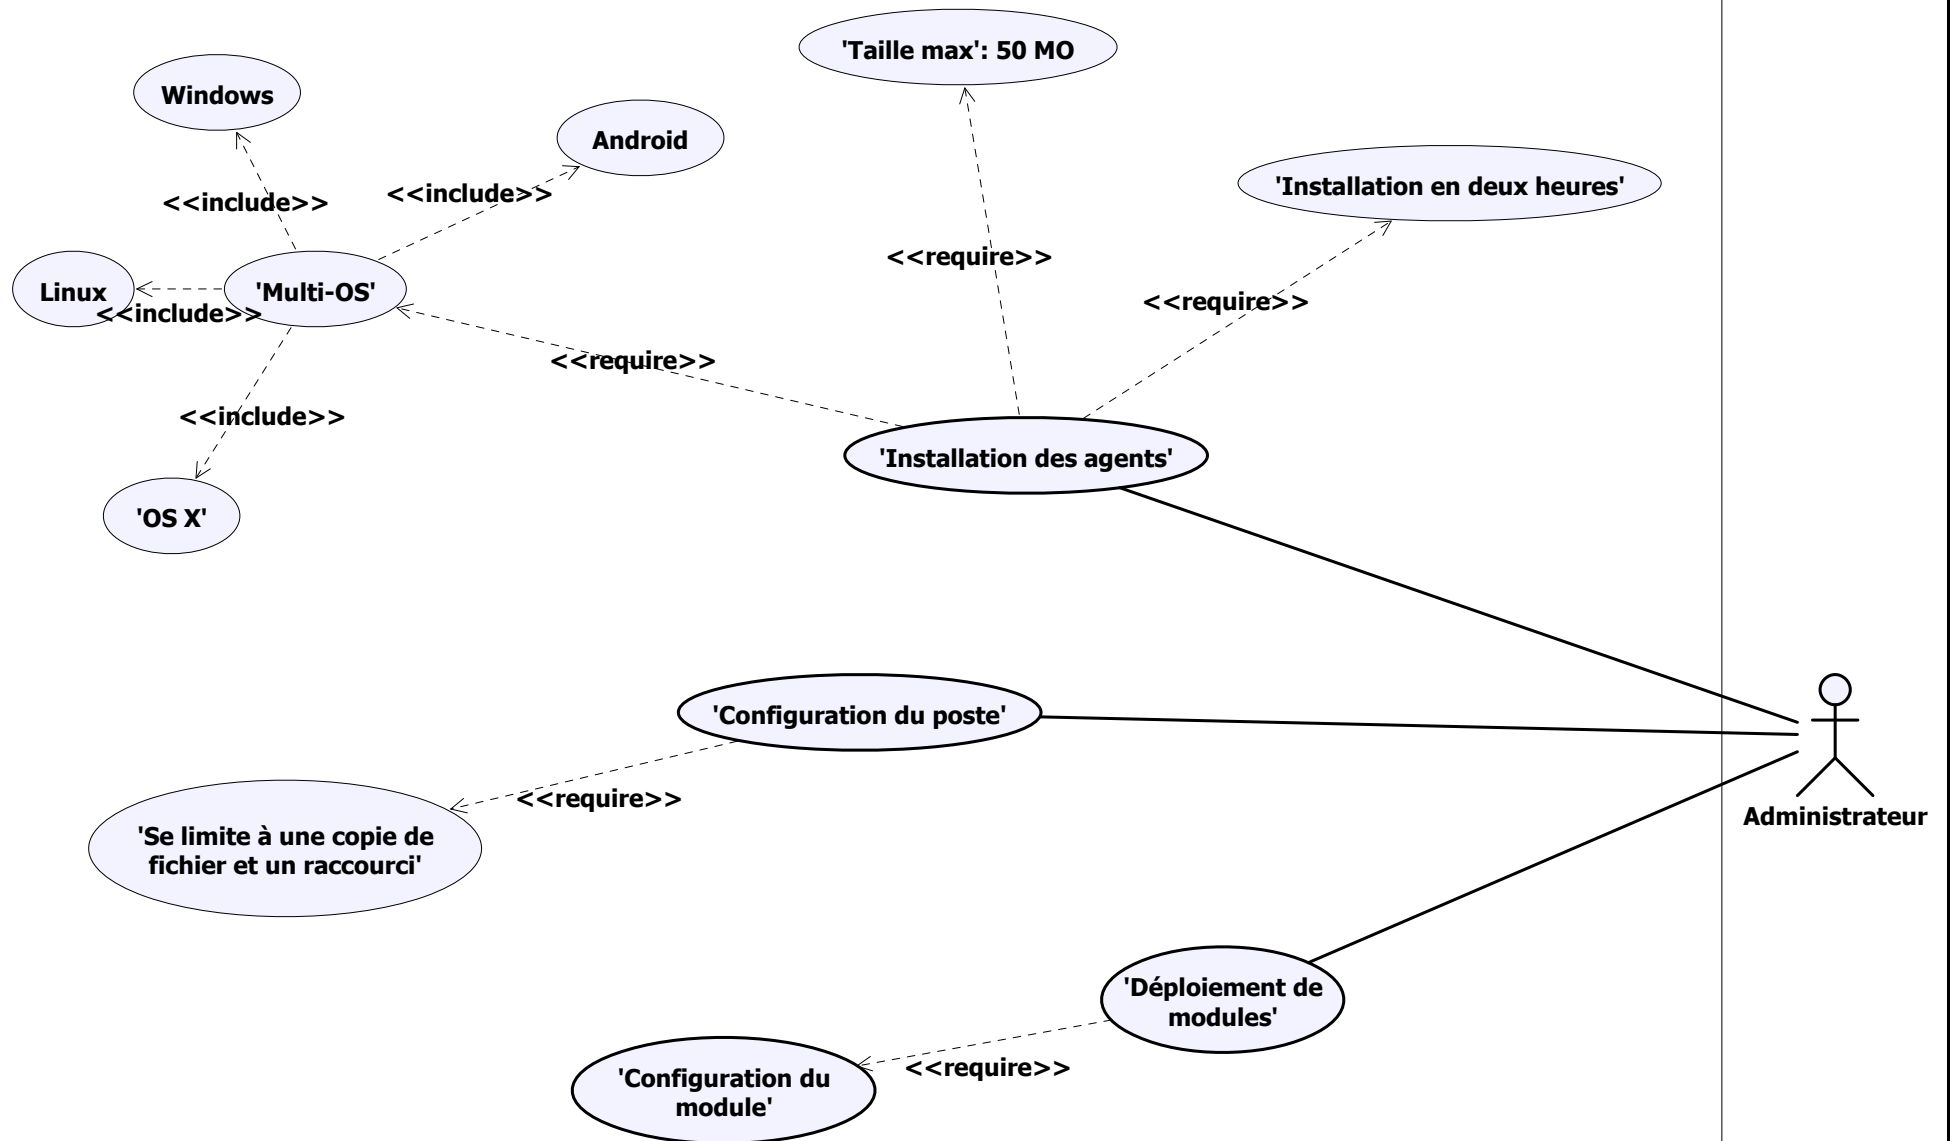 'Taille max': 50 MO
Windows
Android
'Installation en deux heures'
<<include>>
<<include>>
<<require>>
Linux
'Multi-OS'
<<include>>
<<require>>
<<require>>
<<include>>
'Installation des agents'
'OS X'
'Configuration du poste'
<<require>>
Administrateur
'Se limite à une copie de
fichier et un raccourci'
'Déploiement de
modules'
<<require>>
'Configuration du
module'